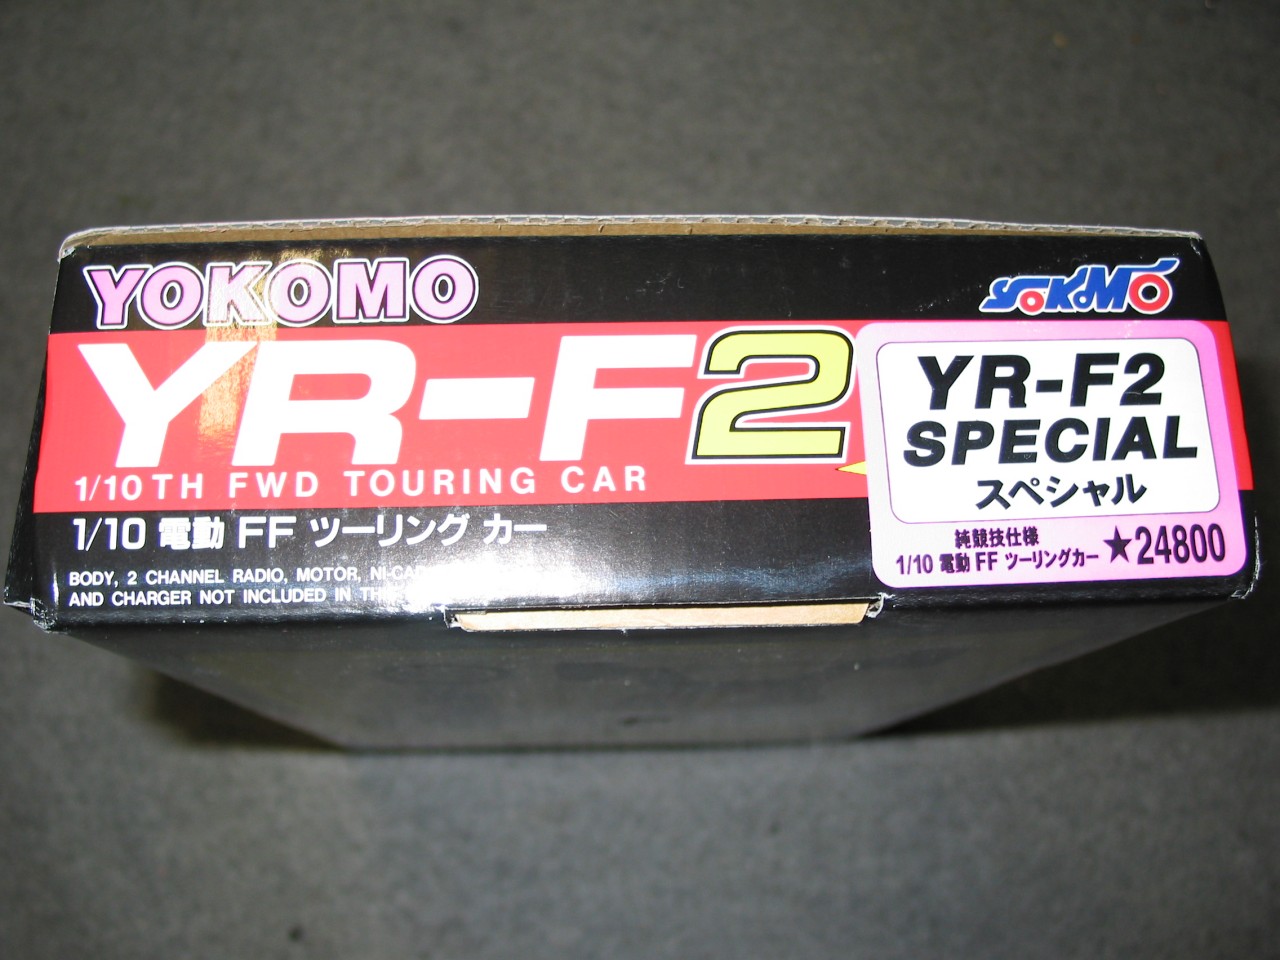 YOKOMO
YOKOMO
YR-F2
1/10TH FWD TOURING CAR
1/10 電動 FF ツーリング カー
BODY, 2 CHANNEL RADIO, MOTOR,
AND CHARGER NOT INCLUDED IN
YR-F2
SPECIAL
スペシャル
純競技仕様
1/10 電動 FF ツーリングカー ★24800